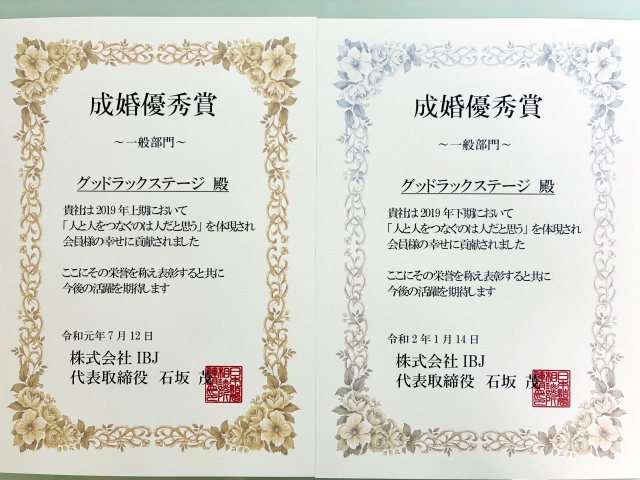 成婚優秀賞
～一般部門～
グッドラックステージ 殿
貴社は2019年上期において
「人と人をつなぐのは人だと思う」を体現され
会員様の幸せに貢献されました
ここにその栄誉を称え表彰すると共に
今後の活躍を期待します
令和元年7月12日
株式会社IBJ
代表取締役 石坂 茂
成婚優秀賞
～一般部門～
グッドラックステージ 殿
貴社は2019年下期において
「人と人をつなぐのは人だと思う」を体現され
会員様の幸せに貢献されました
ここにその栄誉を称え表彰すると共に
今後の活躍を期待します
令和2年1月14日
株式会社IBJ
代表取締役 石坂 茂